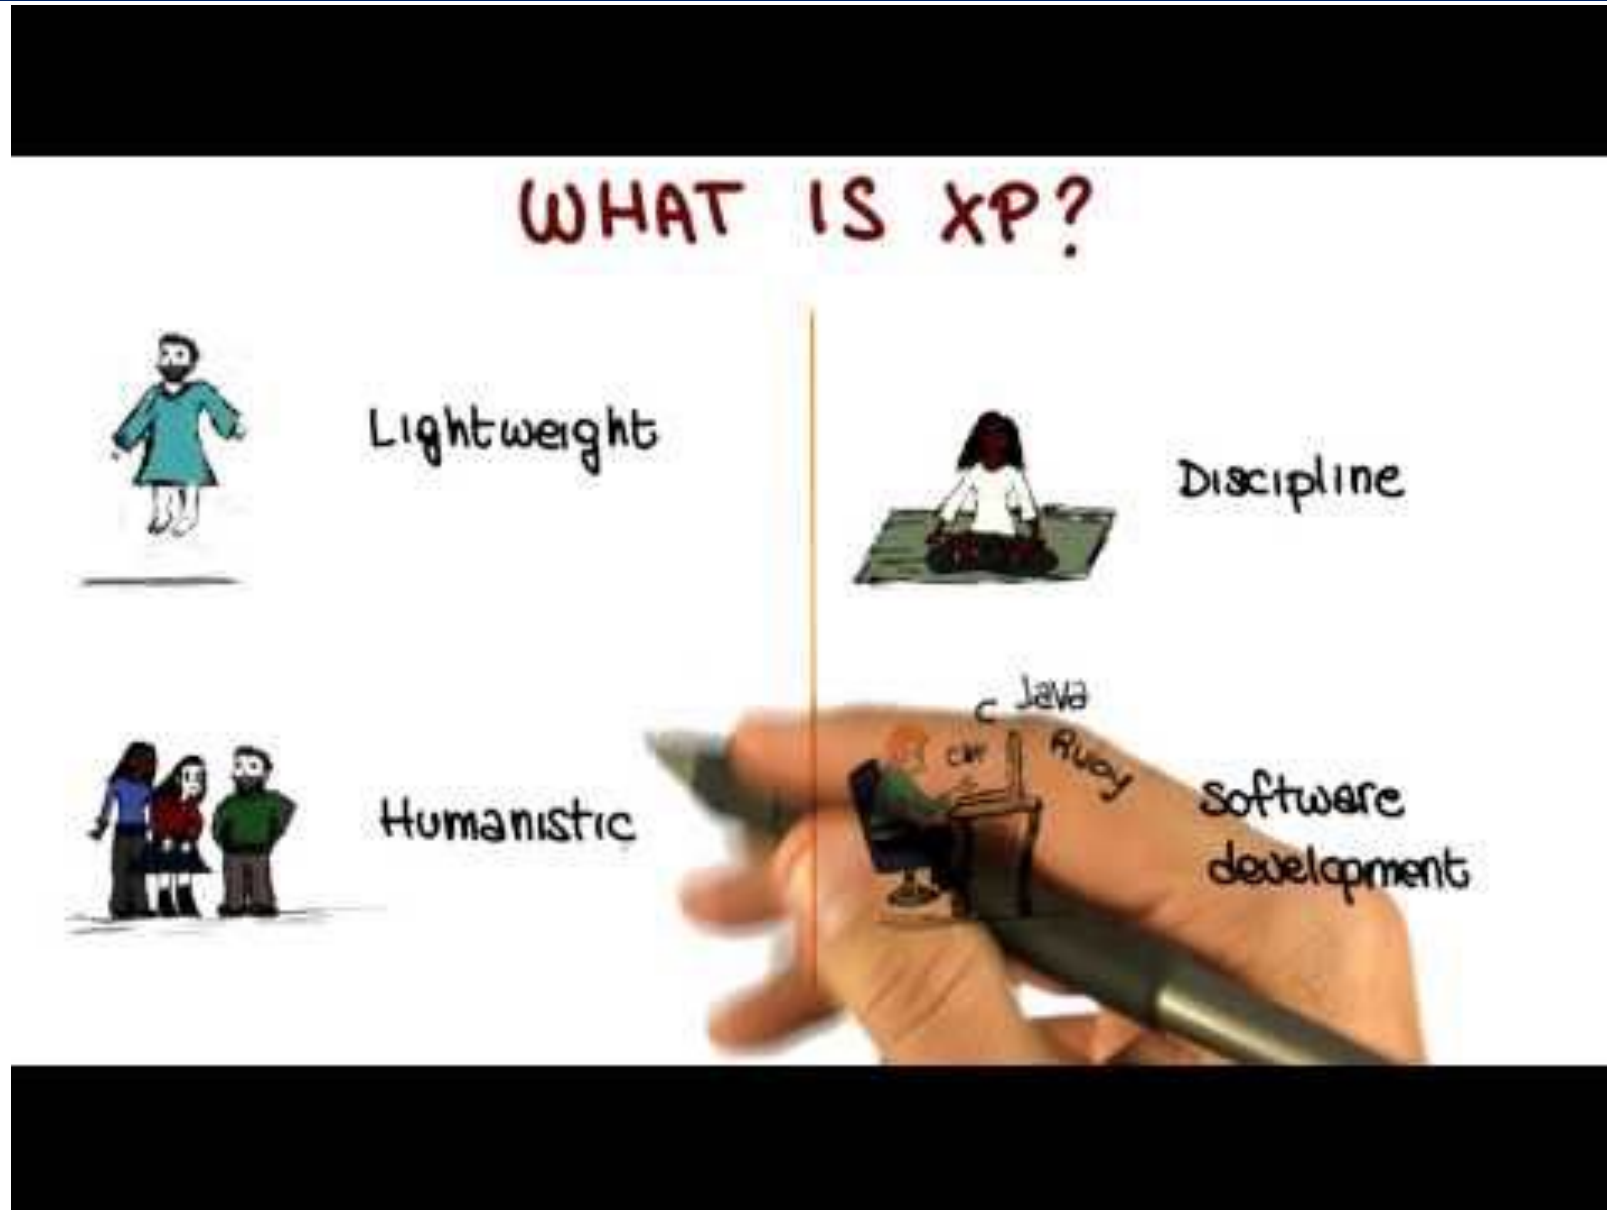 WHAT IS XP?
Lightweight
Discipline
Humanistic
C Java
Ruby
software
development